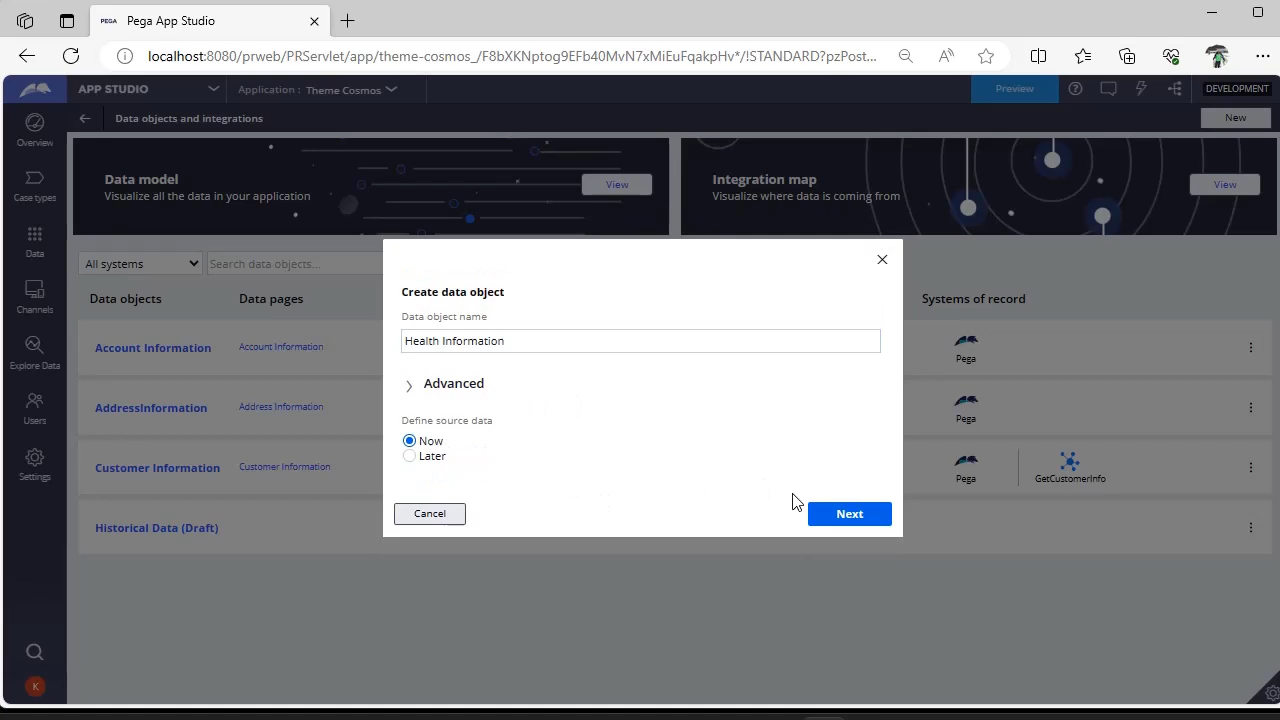 PEGA Pega App Studio
localhost:8080/prweb/PRServlet/app/theme-cosmos_/F8bXKNptog9EFb40MvN7xMiEuFqakpHv*/!STANDARD?pzPost...
APP STUDIO
Application : Theme Cosmos
Preview
DEVELOPMENT
Overview
Data objects and integrations
New
Case types
Data model
Visualize all the data in your application
View
Integration map
Visualize where data is coming from
View
Data
All systems
Search data objects...
Channels
Data objects
Data pages
Systems of record
Explore Data
Account Information
Account Information
Pega
Users
AddressInformation
Address Information
Pega
Settings
Customer Information
Customer Information
Pega
GetCustomerInfo
Historical Data (Draft)
K
Create data object
Data object name
Health Information
Advanced
Define source data
Now
Later
Cancel
Next